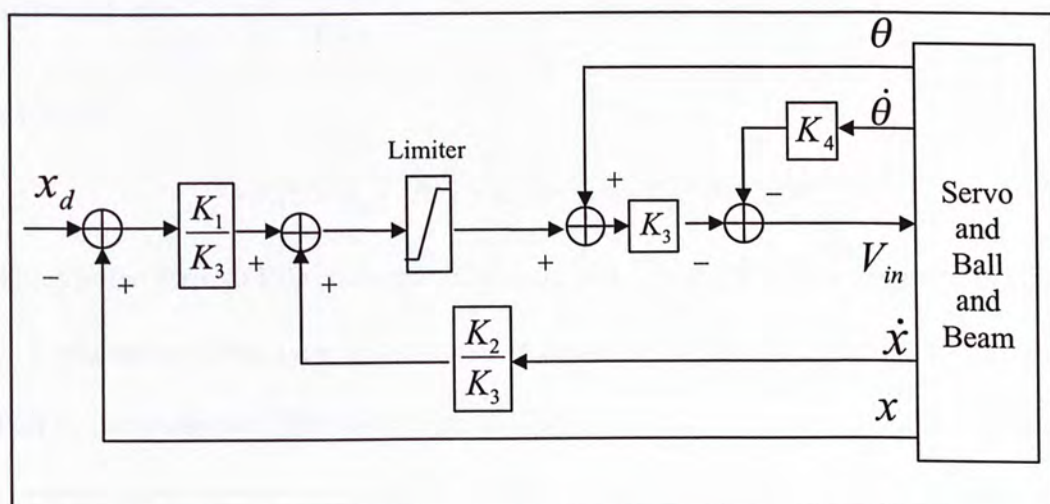 θ
θ̇
K₄
Limiter
x_d
K₁
K₃
K₃
Servo
and
Ball
and
Beam
V_in
K₂
K₃
ẋ
x
+
−
−
+
+
+
+
−